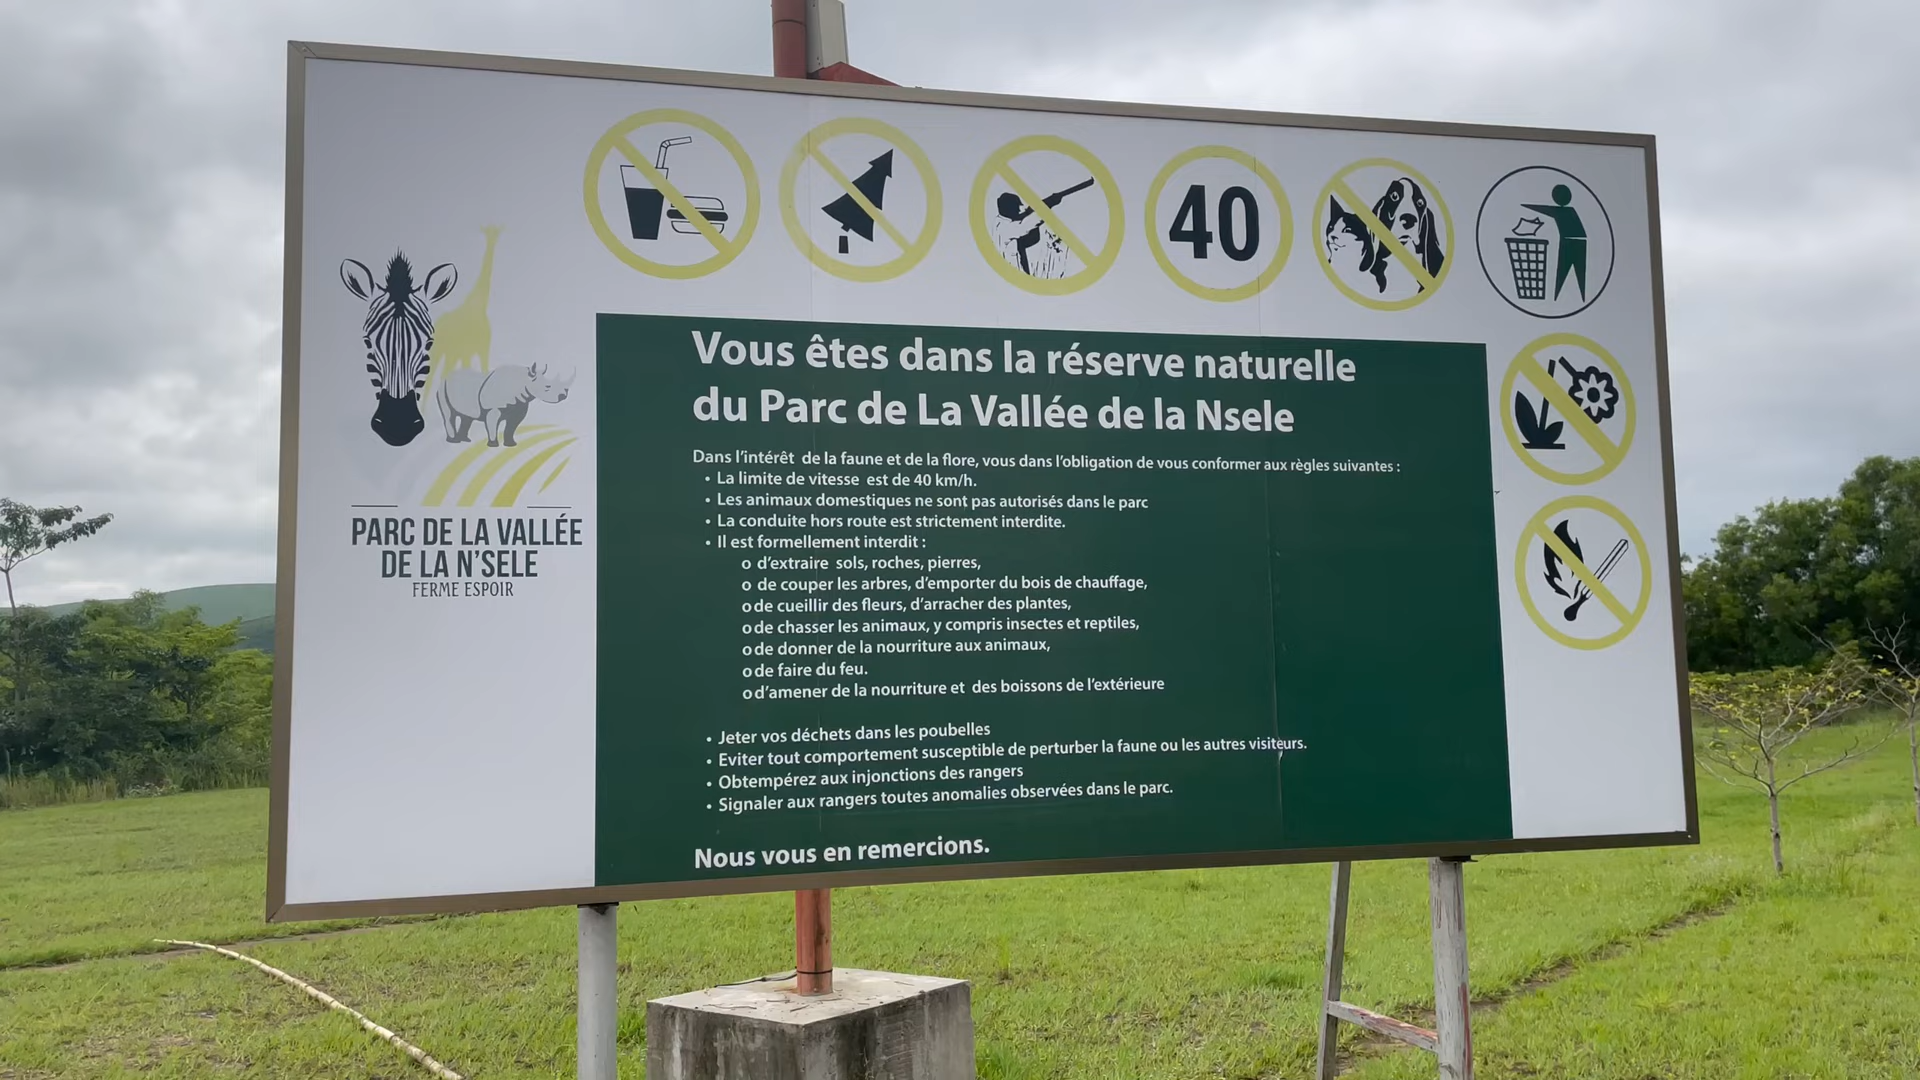 40
PARC DE LA VALLÉE
DE LA N'SELE
FERME ESPOIR
Vous êtes dans la réserve naturelle
du Parc de La Vallée de la Nsele
Dans l'intérêt de la faune et de la flore, vous dans l'obligation de vous conformer aux règles suivantes :
• La limite de vitesse est de 40 km/h.
• Les animaux domestiques ne sont pas autorisés dans le parc
• La conduite hors route est strictement interdite.
• Il est formellement interdit :
o d'extraire sols, roches, pierres,
o de couper les arbres, d'emporter du bois de chauffage,
o de cueillir des fleurs, d'arracher des plantes,
o de chasser les animaux, y compris insectes et reptiles,
o de donner de la nourriture aux animaux,
o de faire du feu.
o d'amener de la nourriture et des boissons de l'extérieure
• Jeter vos déchets dans les poubelles
• Eviter tout comportement susceptible de perturber la faune ou les autres visiteurs.
• Obtempérez aux injonctions des rangers
• Signaler aux rangers toutes anomalies observées dans le parc.
Nous vous en remercions.